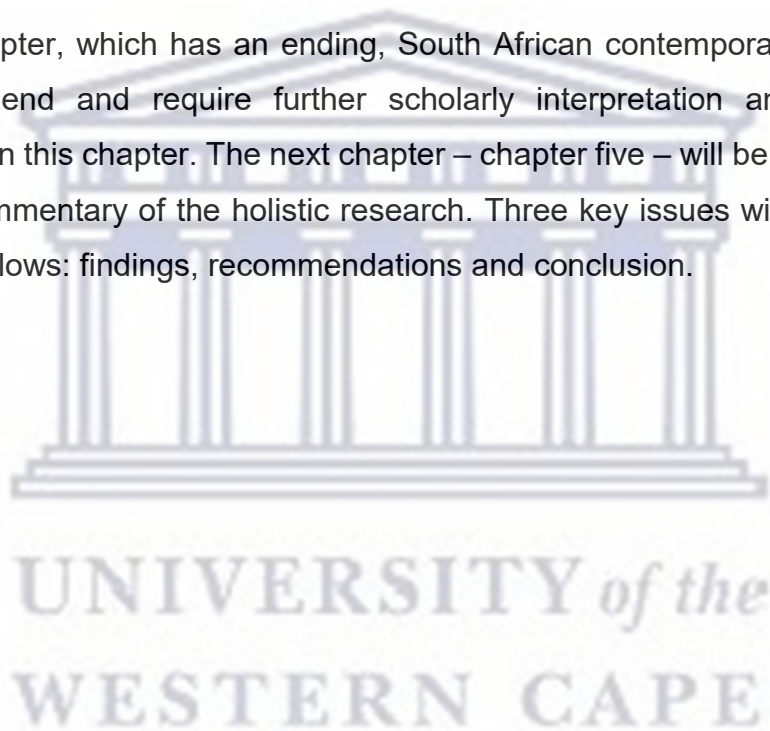 pter, which has an ending, South African contempora
end and require further scholarly interpretation ar
n this chapter. The next chapter – chapter five – will be
mmentary of the holistic research. Three key issues wi
lows: findings, recommendations and conclusion.
UNIVERSITY of the
WESTERN CAPE